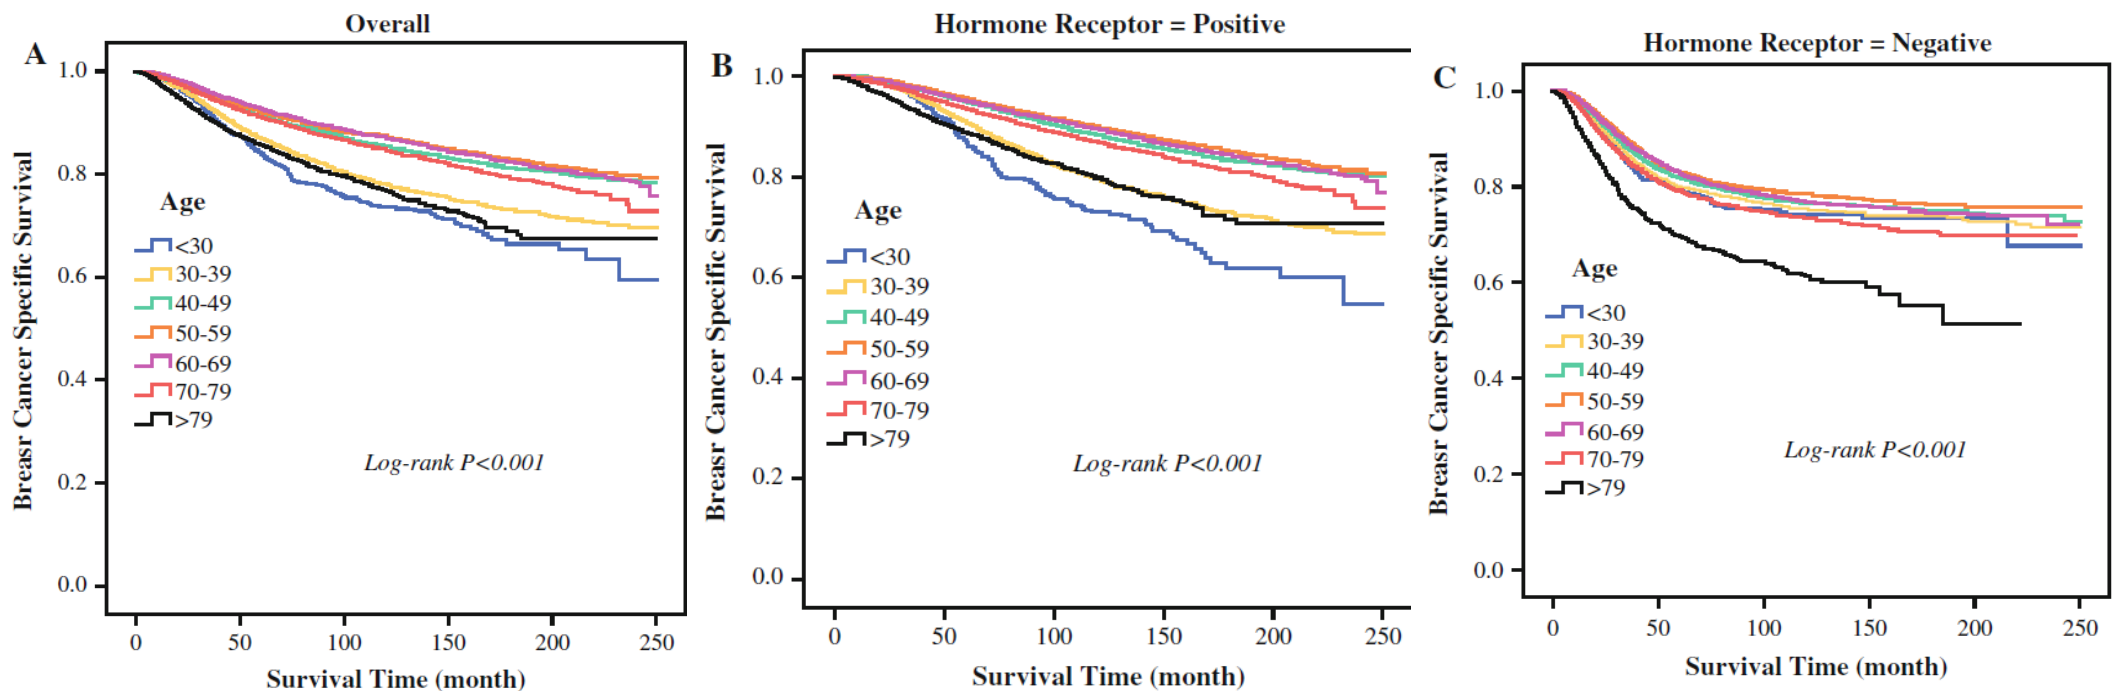 A
Overall
Breasr Cancer Specific Survival
1.0
0.8
0.6
0.4
0.2
0.0
Age
<30
30-39
40-49
50-59
60-69
70-79
>79
Log-rank P<0.001
0 50 100 150 200 250
Survival Time (month)
B
Hormone Receptor = Positive
Breasr Cancer Specific Survival
1.0
0.8
0.6
0.4
0.2
0.0
Age
<30
30-39
40-49
50-59
60-69
70-79
>79
Log-rank P<0.001
0 50 100 150 200 250
Survival Time (month)
C
Hormone Receptor = Negative
Breasr Cancer Specific Survival
1.0
0.8
0.6
0.4
0.2
0.0
Age
<30
30-39
40-49
50-59
60-69
70-79
>79
Log-rank P<0.001
0 50 100 150 200 250
Survival Time (month)